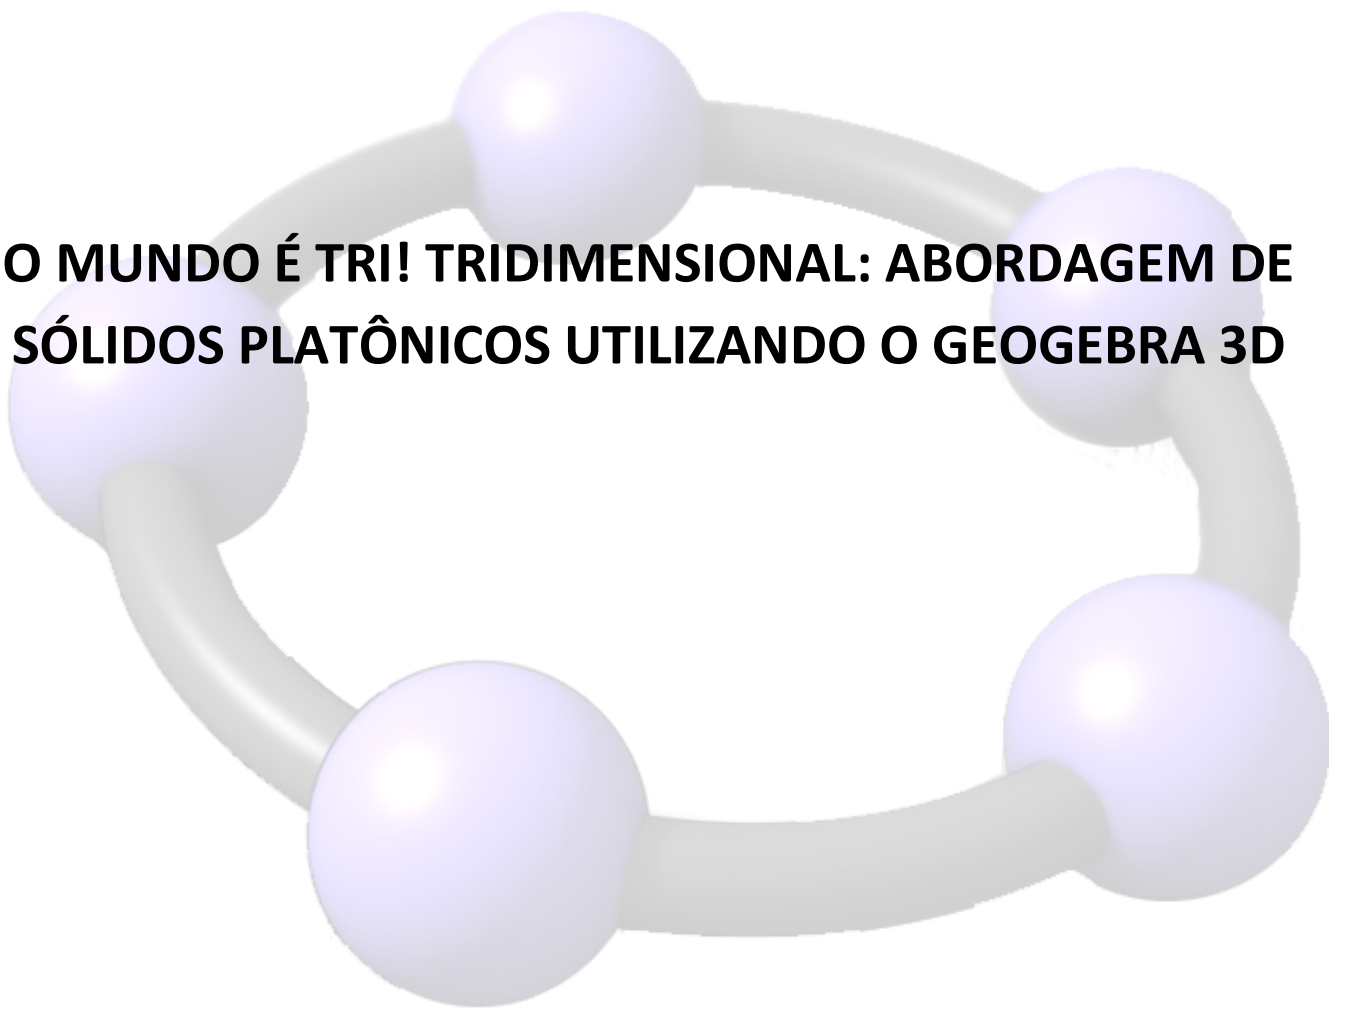 O MUNDO É TRI! TRIDIMENSIONAL: ABORDAGEM DE
SÓLIDOS PLATÔNICOS UTILIZANDO O GEOGEBRA 3D